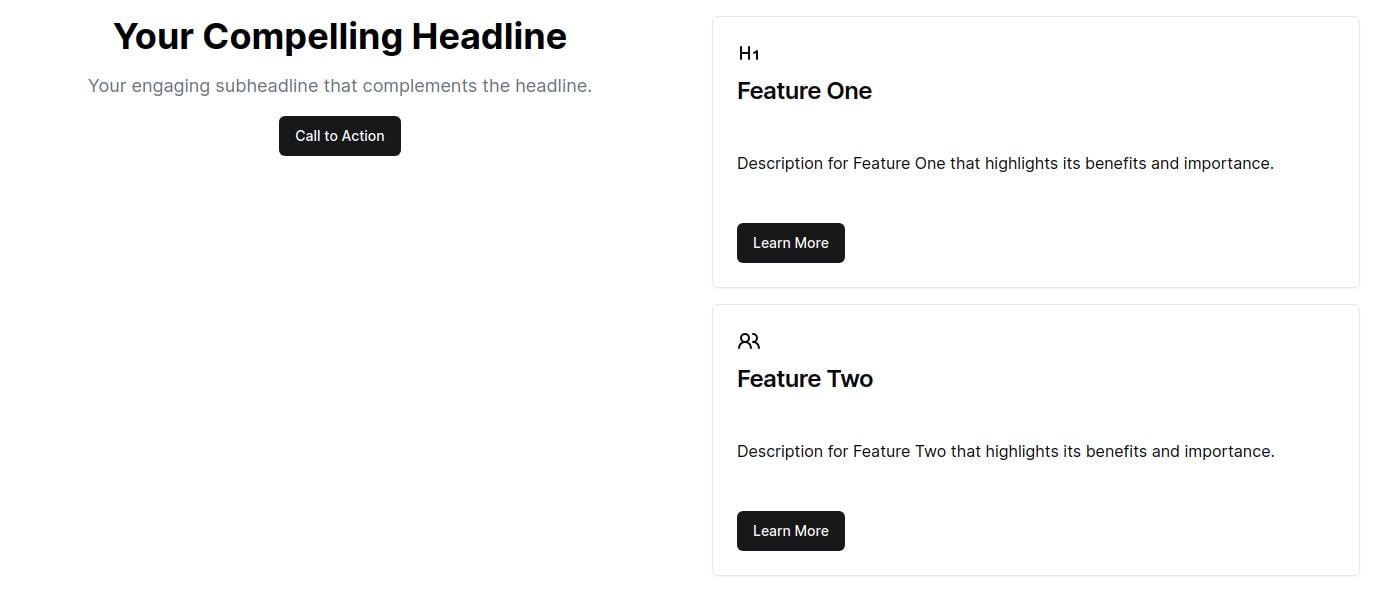 Your Compelling Headline
Your engaging subheadline that complements the headline.
Call to Action
H1
Feature One
Description for Feature One that highlights its benefits and importance.
Learn More
Feature Two
Description for Feature Two that highlights its benefits and importance.
Learn More